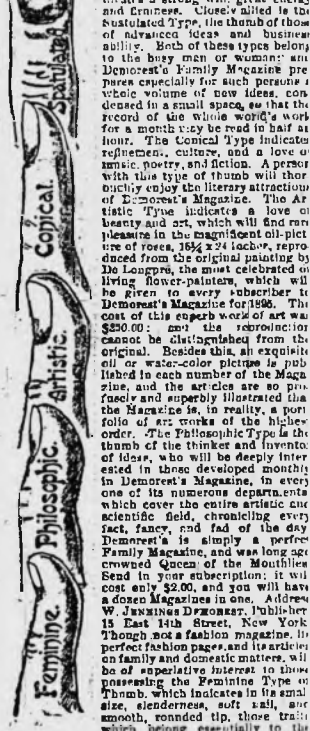 and firmness. Closely allied is the
Spatulated Type, the thumb of those
of advanced ideas and business
ability. Both of these types belong
to the busy man or woman; and
Demorest's Family Magazine pre
pares especially for such persons a
whole volume of new ideas, con
densed in a small space, so that the
record of the whole world's work
for a month may be read in half an
hour. The Conical Type indicates
refinement, culture, and a love of
music, poetry, and fiction. A person
with this type of thumb will thor
oughly enjoy the literary attractions
of Demorest's Magazine. The Ar
tistic Type indicates a love of
beauty and art, which will find rare
pleasure in the magnificent oil-pict
ure of roses, 16½ x 24 inches, repro
duced from the original painting by
De Longpré, the most celebrated of
living flower-painters, which will
be given to every subscriber to
Demorest's Magazine for 1895. The
cost of this superb work of art was
$350.00; and the reproduction
cannot be distinguished from the
original. Besides this, an exquisite
oil or water-color picture is pub
lished in each number of the Maga
zine, and the articles are so pro
fusely and superbly illustrated that
the Magazine is, in reality, a port
folio of art works of the highest
order. The Philosophic Type is the
thumb of the thinker and inventor
of ideas, who will be deeply inter
ested in those developed monthly
in Demorest's Magazine, in every
one of its numerous departments,
which cover the entire artistic and
scientific field, chronicling every
fact, fancy, and fad of the day.
Demorest's is simply a perfect
Family Magazine, and was long ago
crowned Queen of the Monthlies.
Send in your subscription; it will
cost only $2.00, and you will have
a dozen Magazines in one. Address
W. JENNINGS DEMOREST, Publisher,
15 East 14th Street, New York.
Though not a fashion magazine, its
perfect fashion pages, and its articles
on family and domestic matters, will
be of superlative interest to those
possessing the Feminine Type of
Thumb, which indicates in its small
size, slenderness, soft nail, and
smooth, rounded tip, those traits
which belong essentially to the
Spatulated
Conical.
Artistic.
Philosophic.
Feminine.